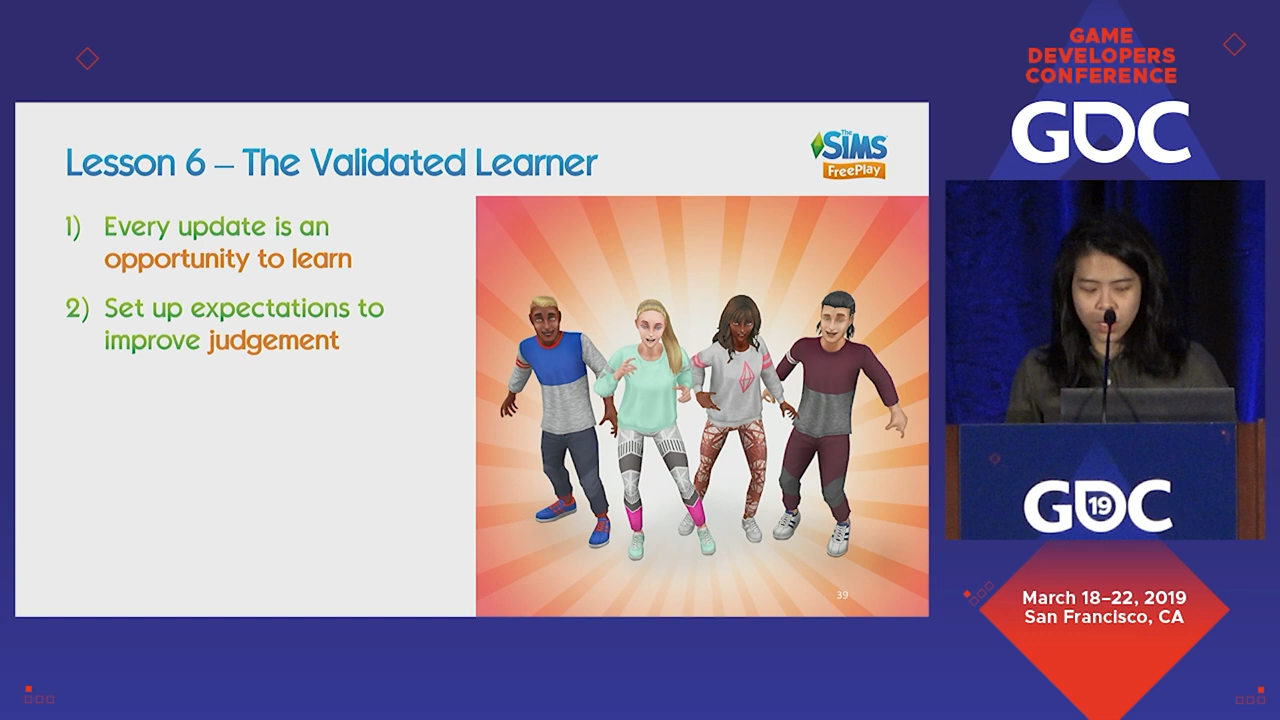 GAME
DEVELOPERS
CONFERENCE
GDC
Lesson 6 – The Validated Learner
The
SIMS
FreePlay
1) Every update is an
opportunity to learn
2) Set up expectations to
improve judgement
39
GDC
19
March 18–22, 2019
San Francisco, CA